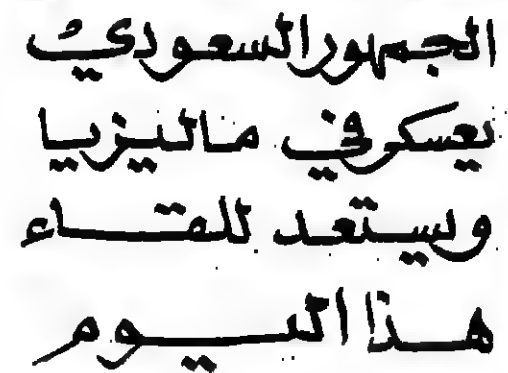 الجمهور السعودي
يعسكر في ماليزيا
ويستعد للقاء
هذا اليوم